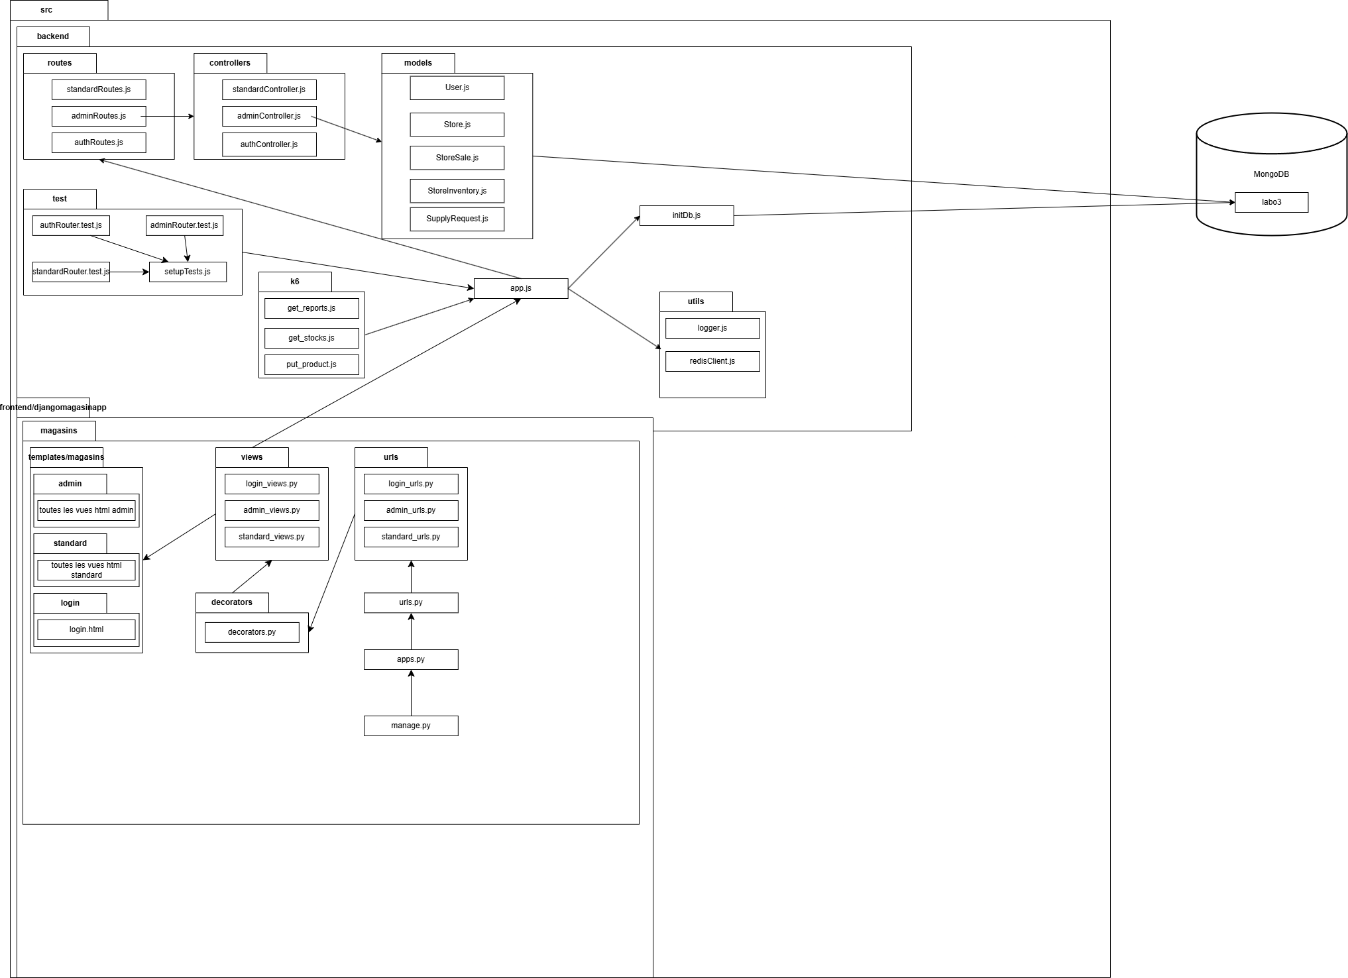 src
backend
routes
standardRoutes.js
adminRoutes.js
authRoutes.js
controllers
standardController.js
adminController.js
authController.js
models
User.js
Store.js
StoreSale.js
StoreInventory.js
SupplyRequest.js
MongoDB
labo3
test
authRouter.test.js
adminRouter.test.js
standardRouter.test.js
setupTests.js
k6
get_reports.js
get_stocks.js
put_product.js
app.js
initDb.js
utils
logger.js
redisClient.js
frontend/djangomagasinapp
magasins
templates/magasins
admin
toutes les vues html admin
standard
toutes les vues html
standard
login
login.html
views
login_views.py
admin_views.py
standard_views.py
decorators
decorators.py
urls
login_urls.py
admin_urls.py
standard_urls.py
urls.py
apps.py
manage.py